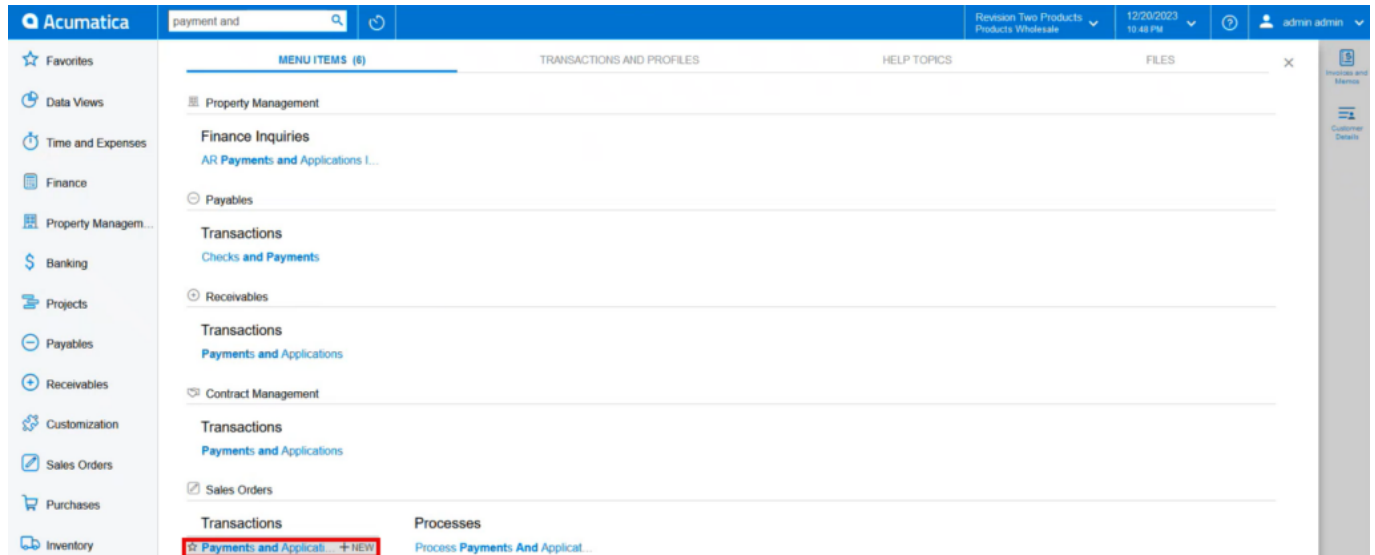 Acumatica
payment and
Revision Two Products
Products Wholesale
12/20/2023
10:48 PM
admin admin
Favorites
Data Views
Time and Expenses
Finance
Property Managem...
Banking
Projects
Payables
Receivables
Customization
Sales Orders
Purchases
Inventory
MENU ITEMS (6)
TRANSACTIONS AND PROFILES
HELP TOPICS
FILES
Property Management
Finance Inquiries
AR Payments and Applications I...
Payables
Transactions
Checks and Payments
Receivables
Transactions
Payments and Applications
Contract Management
Transactions
Payments and Applications
Sales Orders
Transactions
Processes
Payments and Applicati... + NEW
Process Payments And Applicat...
Invoices and
Memos
Customer
Details